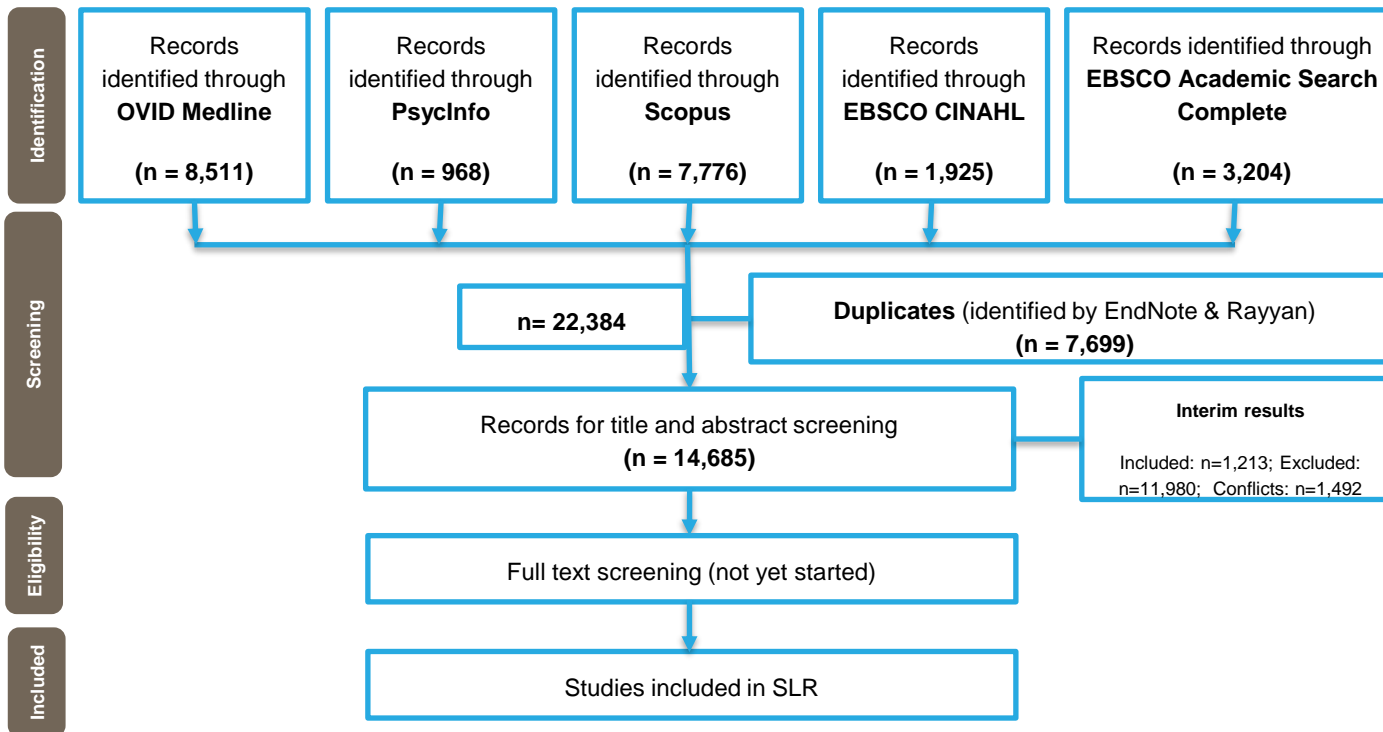 Identification
Records
identified through
OVID Medline
(n = 8,511)
Records
identified through
PsycInfo
(n = 968)
Records
identified through
Scopus
(n = 7,776)
Records
identified through
EBSCO CINAHL
(n = 1,925)
Records identified through
EBSCO Academic Search
Complete
(n = 3,204)
Screening
n= 22,384
Duplicates (identified by EndNote & Rayyan)
(n = 7,699)
Records for title and abstract screening
(n = 14,685)
Interim results
Included: n=1,213; Excluded:
n=11,980; Conflicts: n=1,492
Eligibility
Full text screening (not yet started)
Included
Studies included in SLR